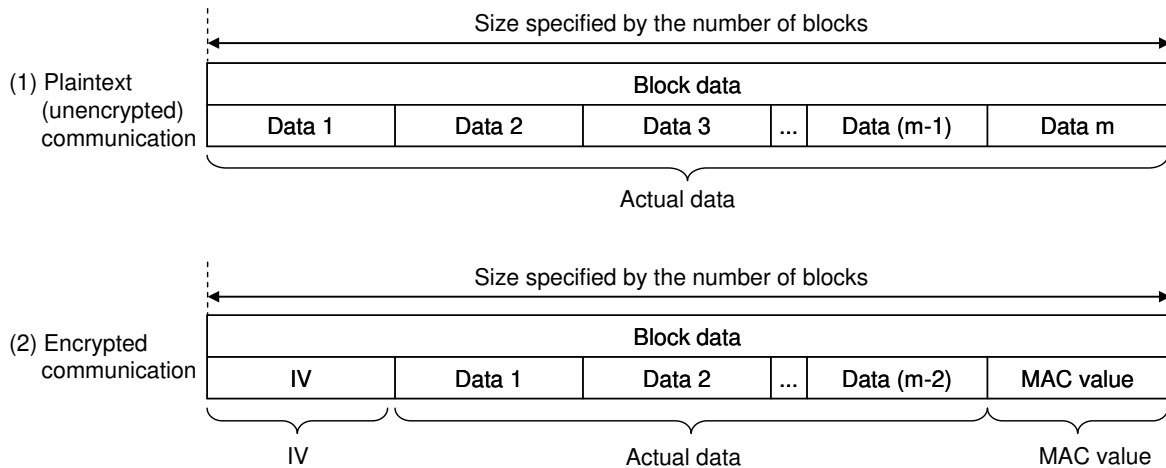 Size specified by the number of blocks
(1) Plaintext
(unencrypted)
communication
Block data
Data 1 Data 2 Data 3 ... Data (m-1) Data m
Actual data
Size specified by the number of blocks
(2) Encrypted
communication
Block data
IV Data 1 Data 2 ... Data (m-2) MAC value
IV Actual data MAC value